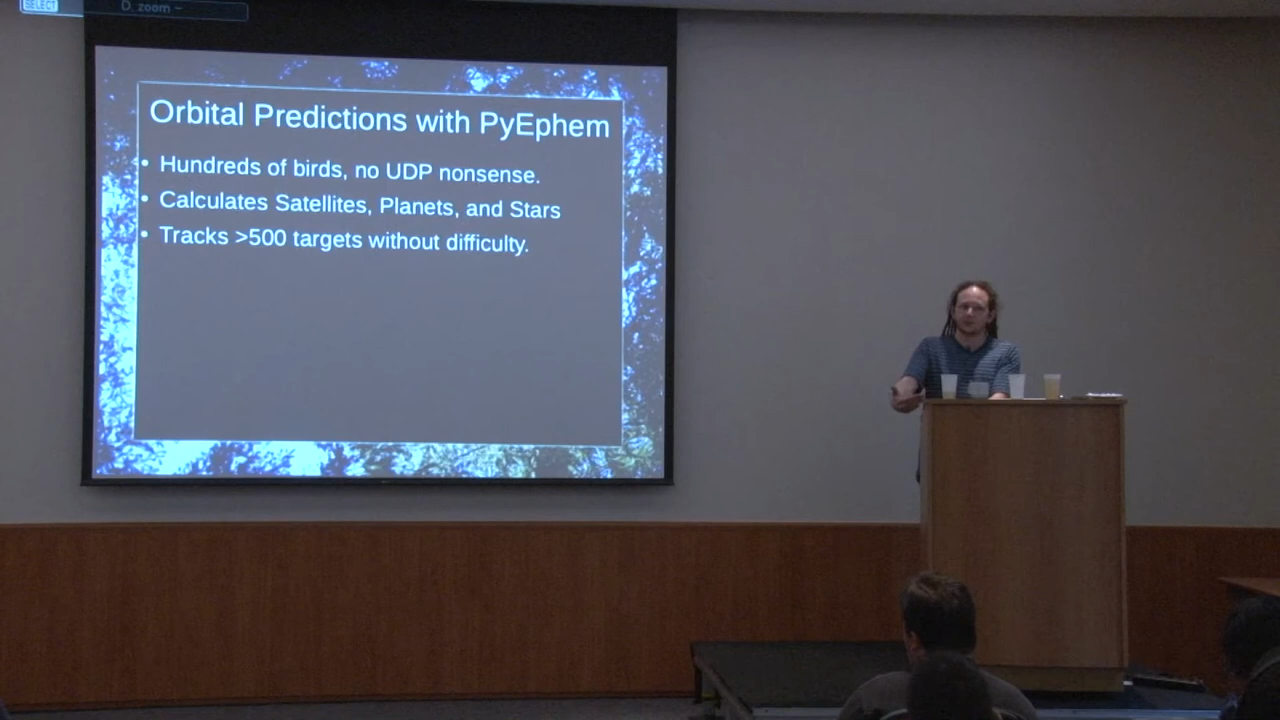 SELECT
D. zoom –
Orbital Predictions with PyEphem
• Hundreds of birds, no UDP nonsense.
• Calculates Satellites, Planets, and Stars
• Tracks >500 targets without difficulty.